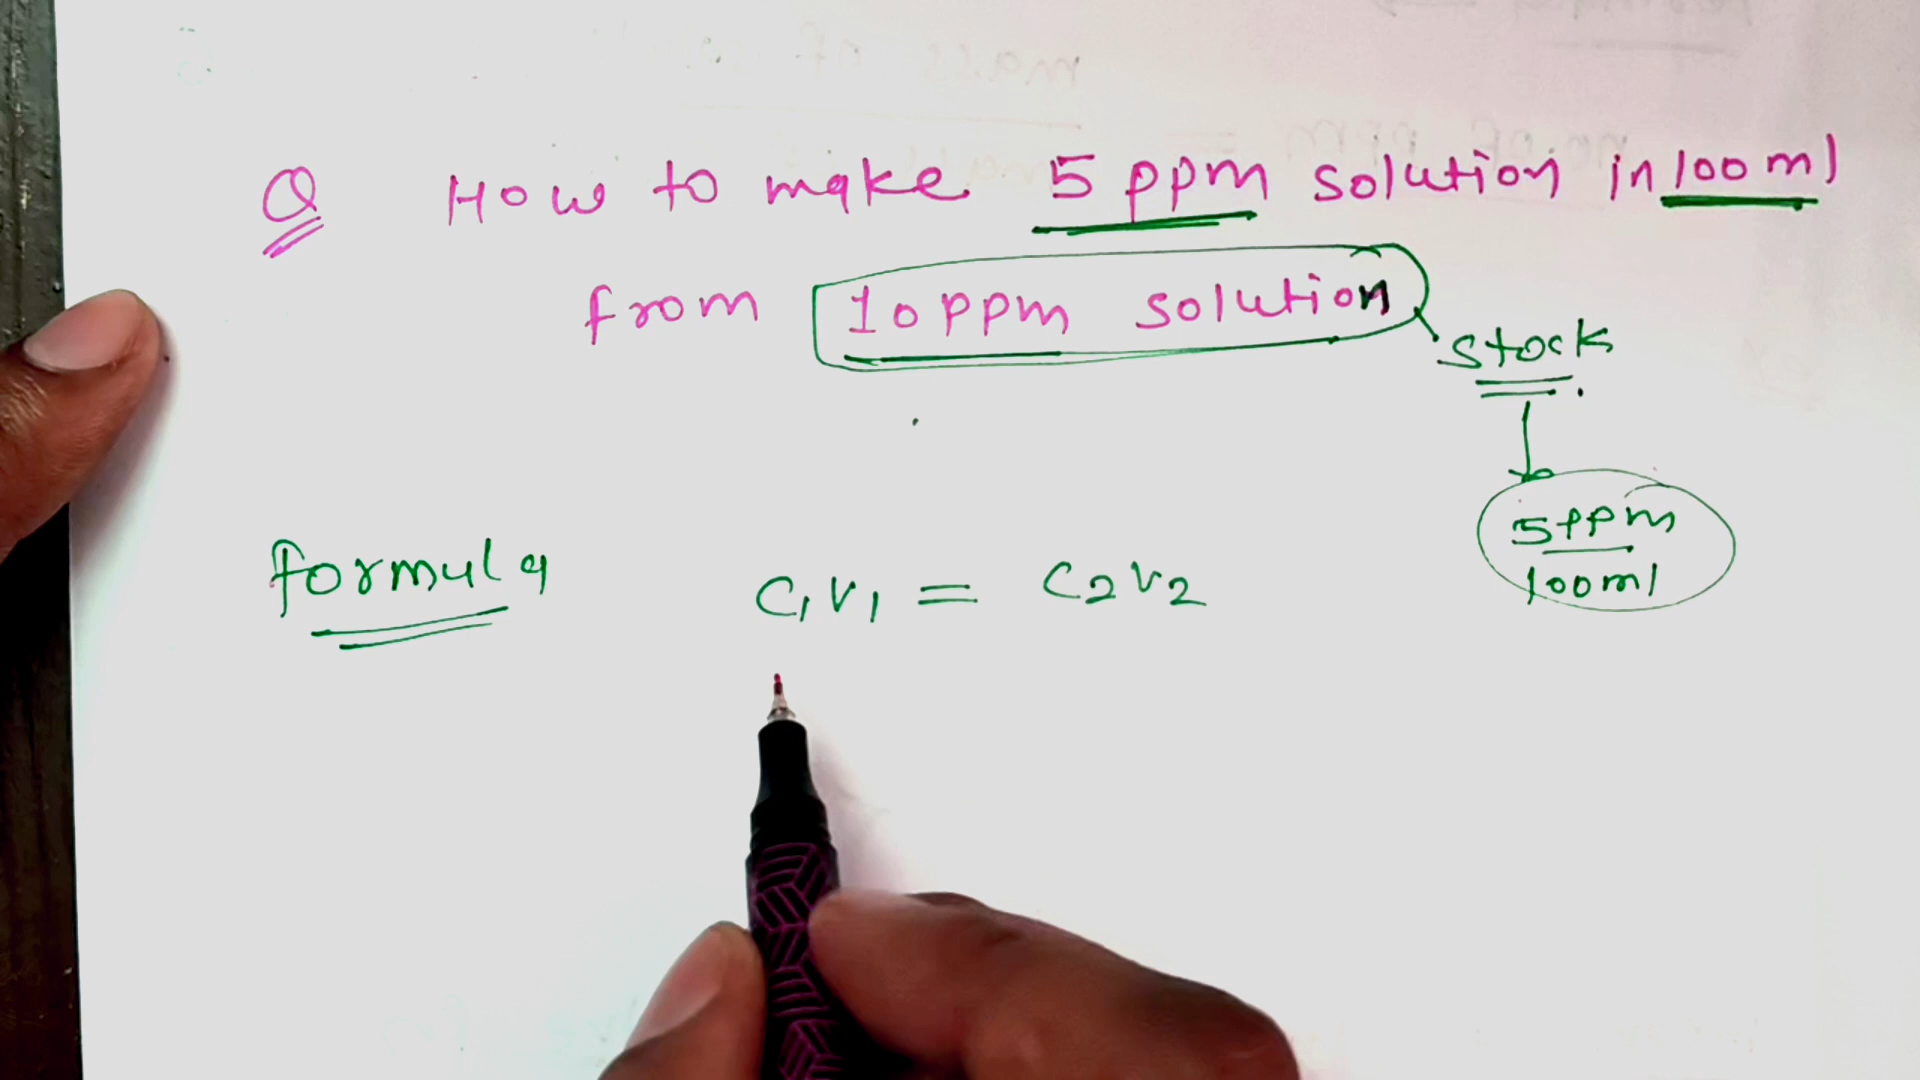 Q How to make 5 ppm solution in 100 ml
from 10 ppm solution
stock
5 ppm
100 ml
formula C1V1 = C2V2